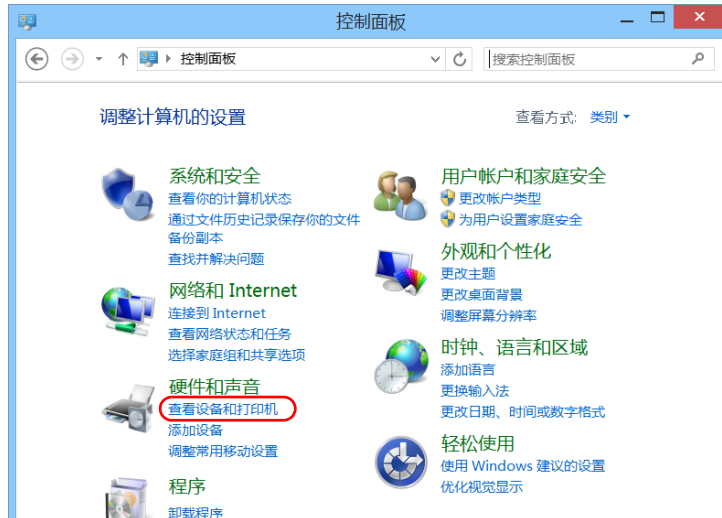 控制面板
控制面板
搜索控制面板
调整计算机的设置
查看方式: 类别
系统和安全
查看你的计算机状态
通过文件历史记录保存你的文件
备份副本
查找并解决问题
网络和 Internet
连接到 Internet
查看网络状态和任务
选择家庭组和共享选项
硬件和声音
查看设备和打印机
添加设备
调整常用移动设置
程序
卸载程序
用户帐户和家庭安全
更改帐户类型
为用户设置家庭安全
外观和个性化
更改主题
更改桌面背景
调整屏幕分辨率
时钟、语言和区域
添加语言
更换输入法
更改日期、时间或数字格式
轻松使用
使用 Windows 建议的设置
优化视觉显示